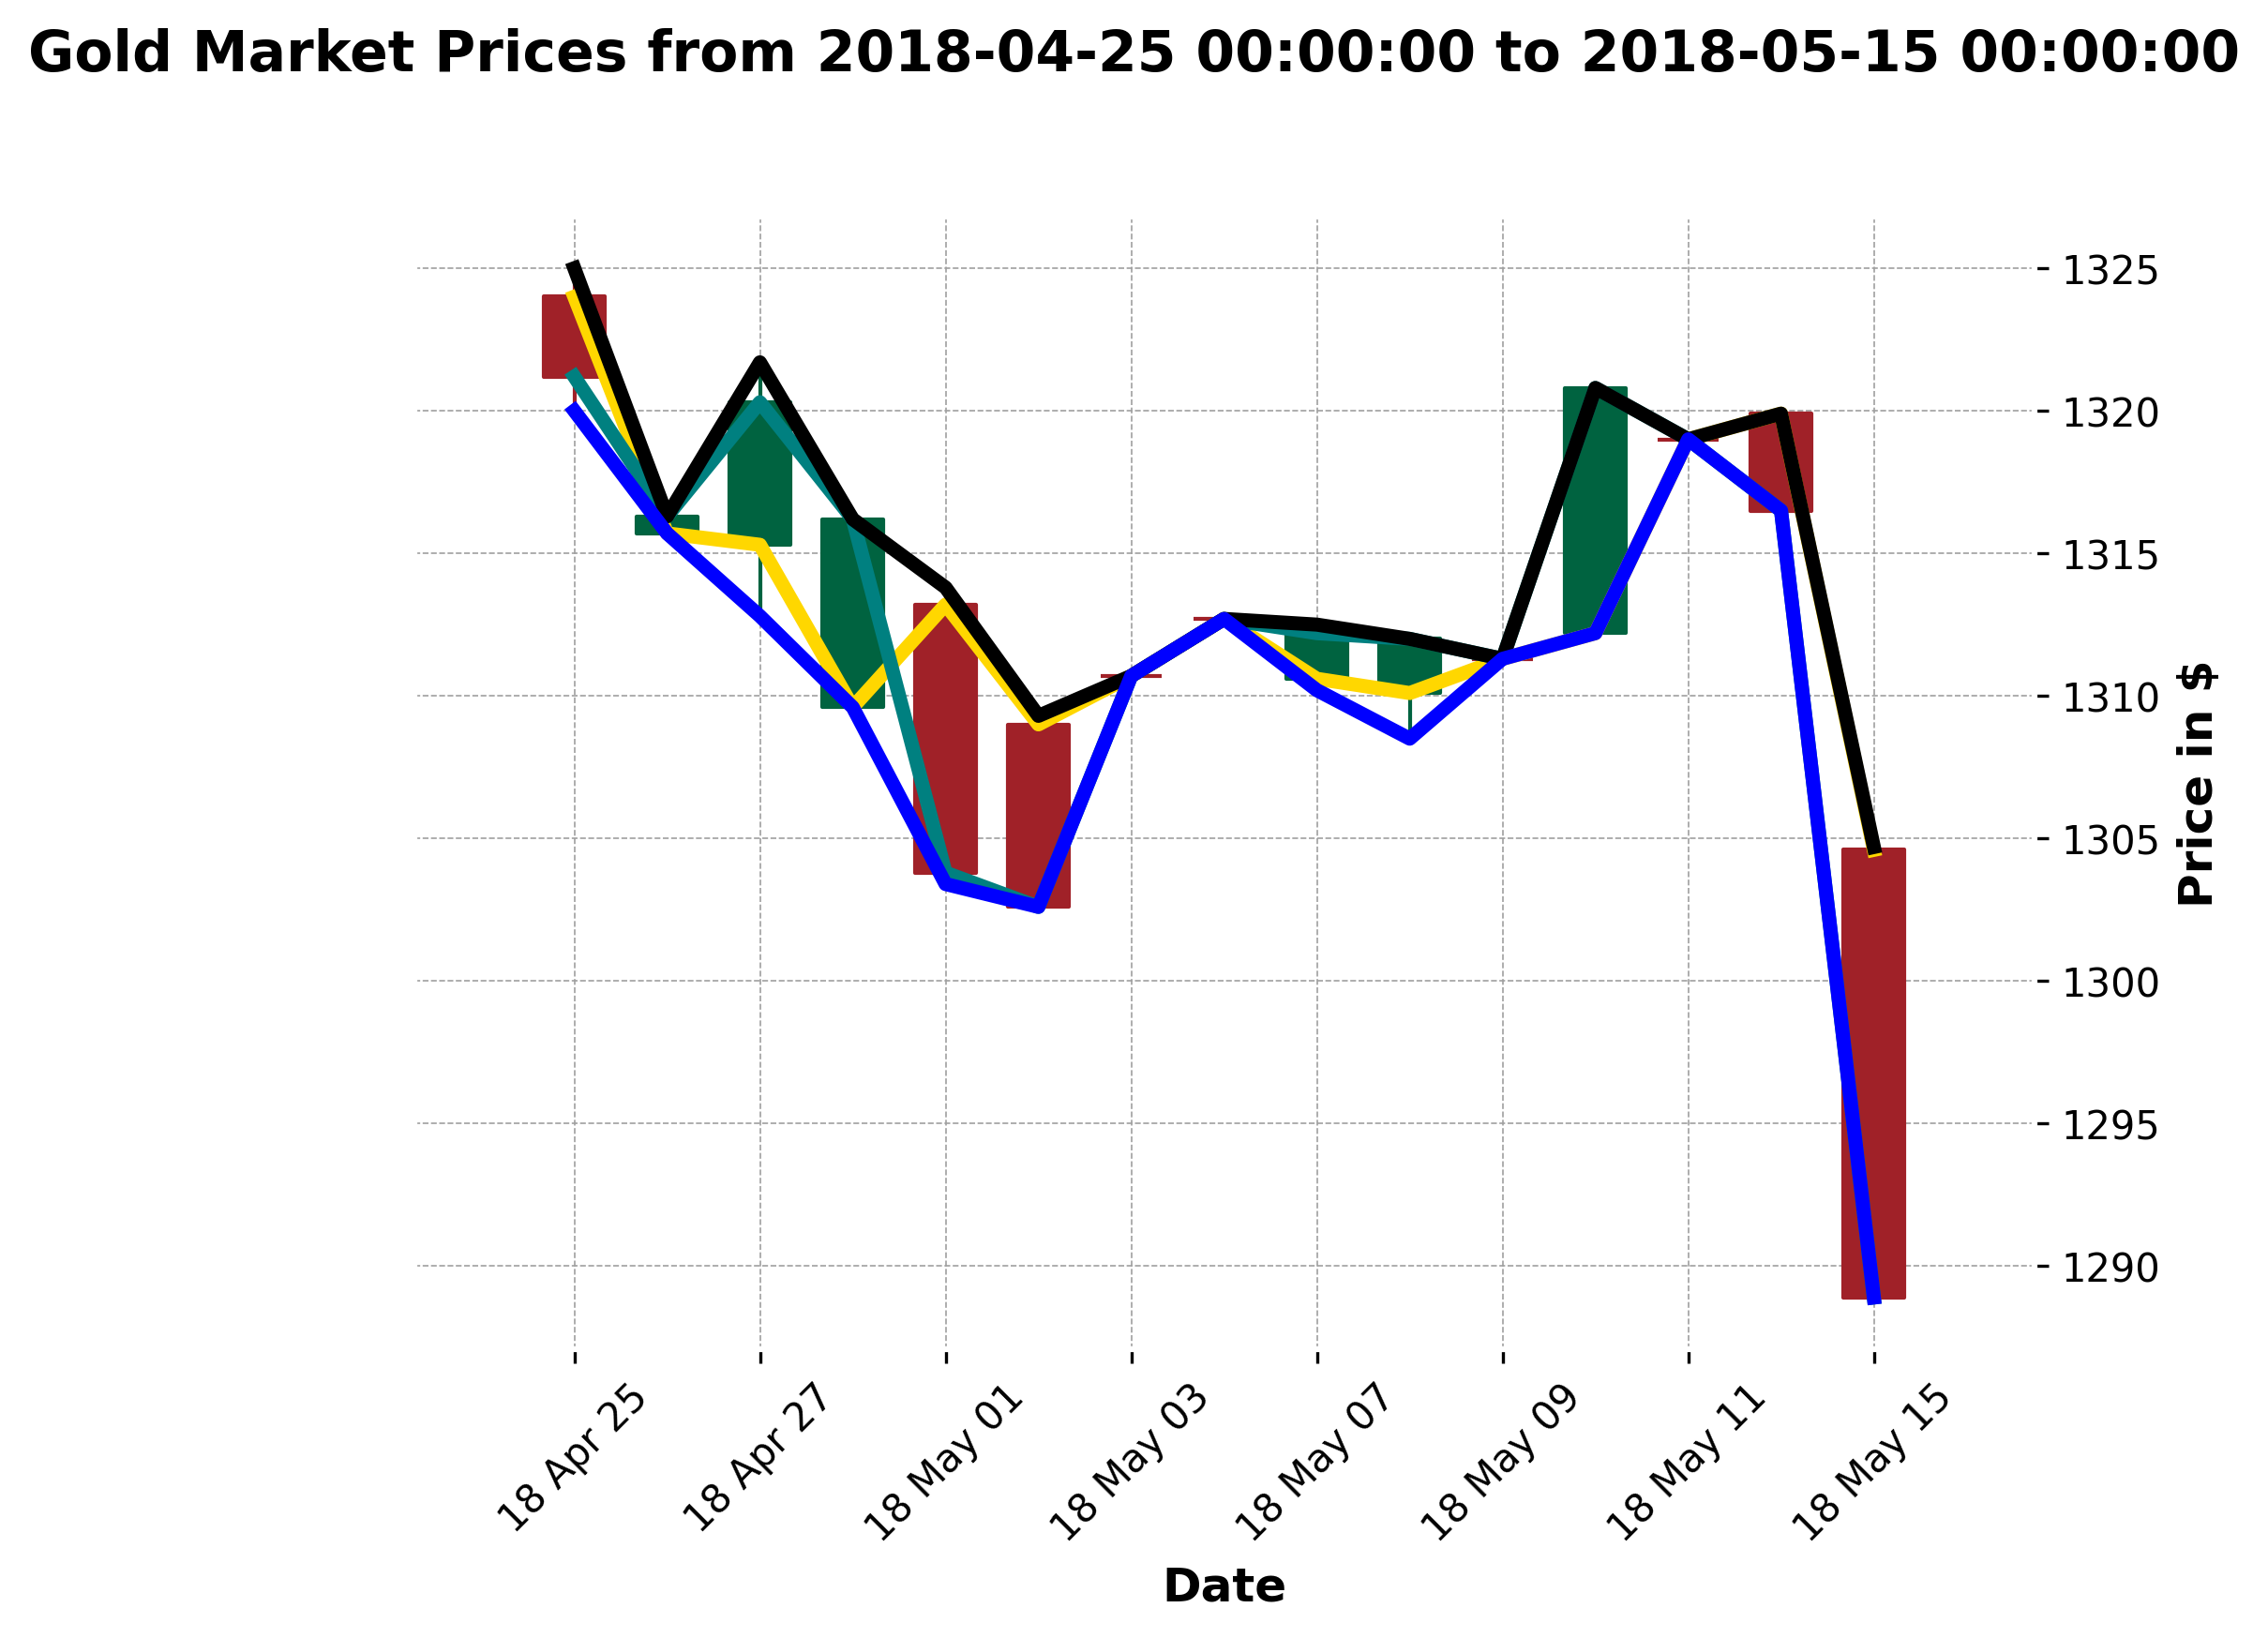 Gold Market Prices from 2018-04-25 00:00:00 to 2018-05-15 00:00:00
1325
1320
1315
1310
1305
1300
1295
1290
Price in $
18 Apr 25
18 Apr 27
18 May 01
18 May 03
18 May 07
18 May 09
18 May 11
18 May 15
Date